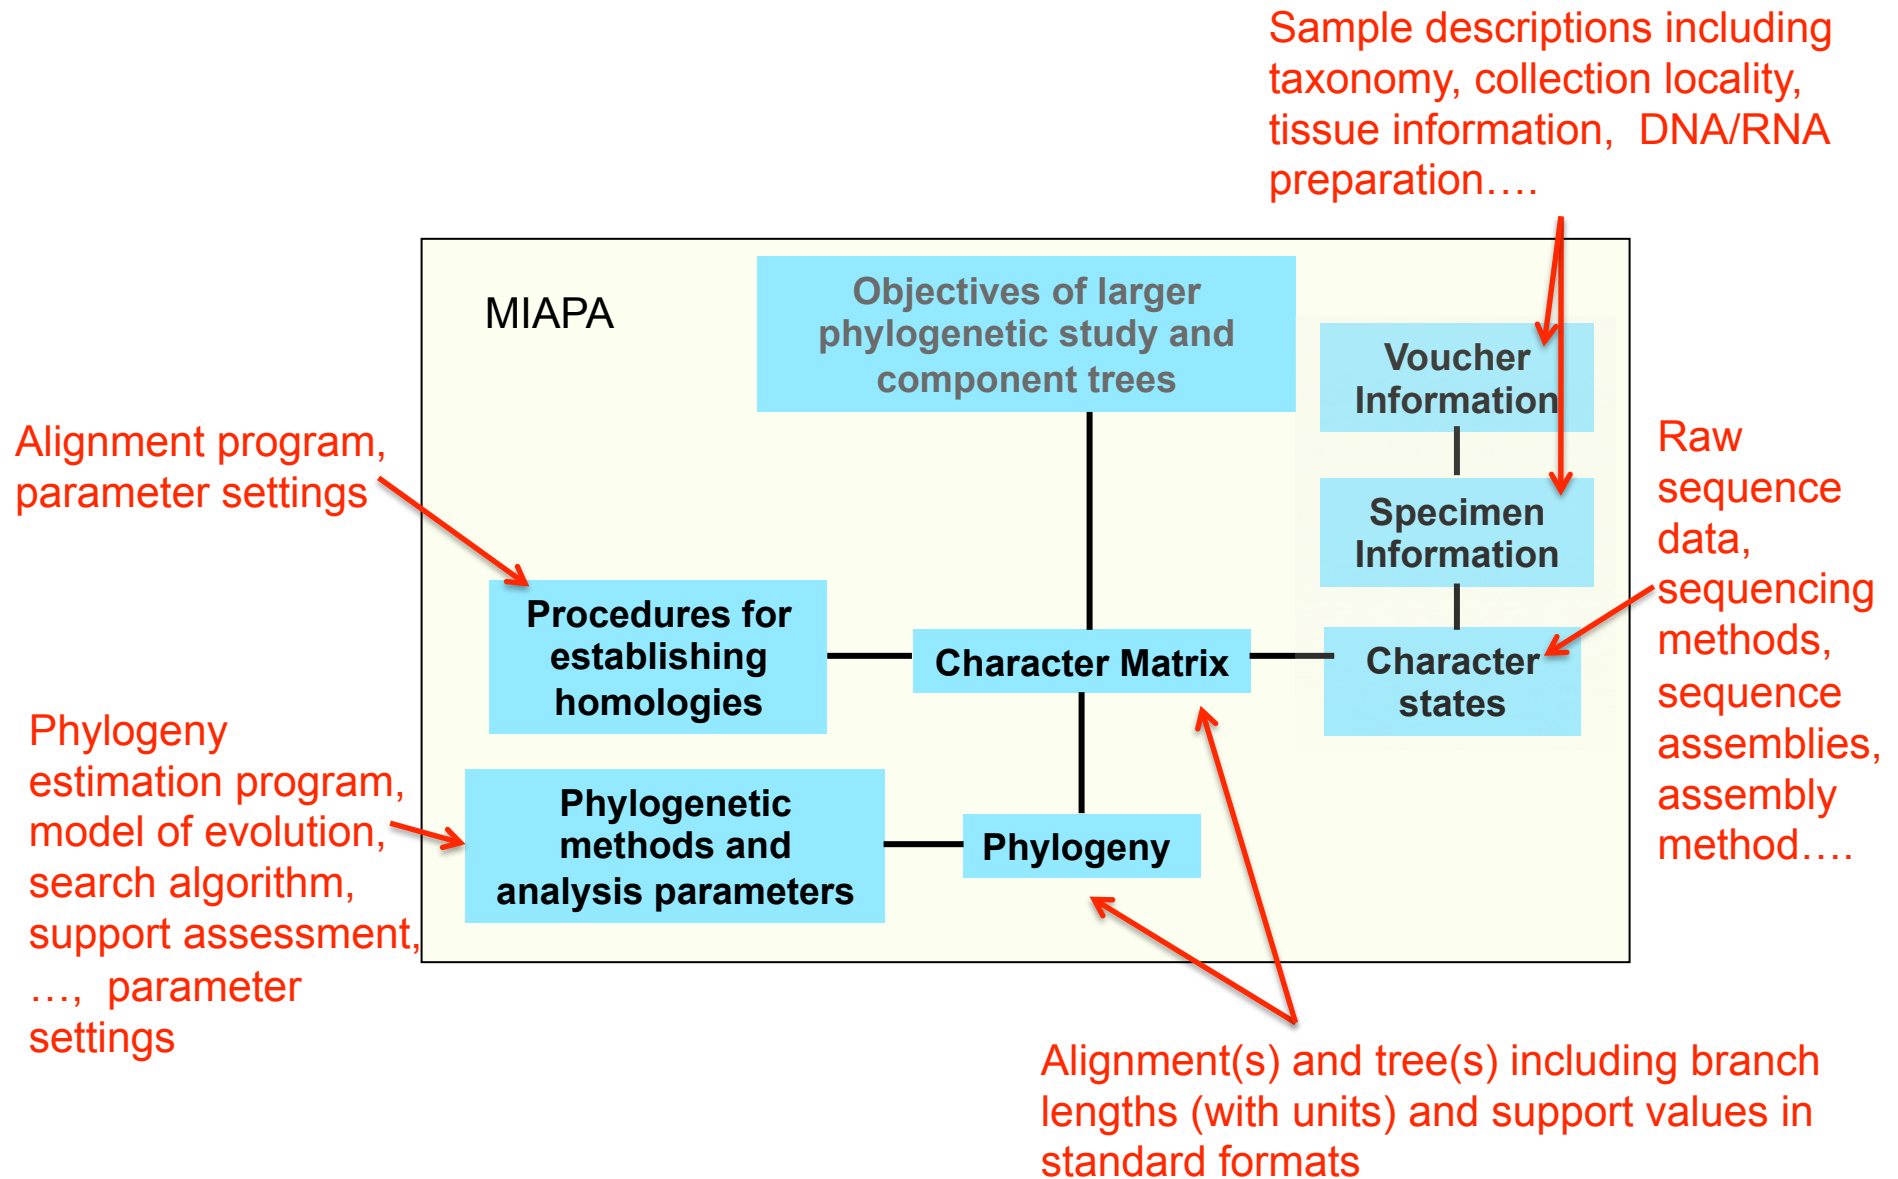 Sample descriptions including
taxonomy, collection locality,
tissue information,  DNA/RNA
preparation….
MIAPA
Objectives of larger
phylogenetic study and
component trees
Voucher
Information
Alignment program,
parameter settings
Raw
sequence
data,
sequencing
methods,
sequence
assemblies,
assembly
method….
Specimen
Information
Procedures for
establishing
homologies
Character Matrix
Character
states
Phylogeny
estimation program,
model of evolution,
search algorithm,
support assessment,
…,  parameter
settings
Phylogenetic
methods and
analysis parameters
Phylogeny
Alignment(s) and tree(s) including branch
lengths (with units) and support values in
standard formats